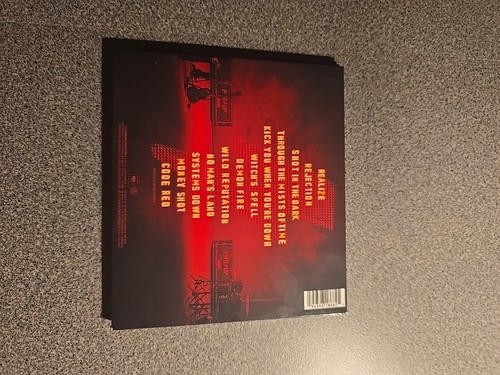 REALIZE
REJECTION
SHOT IN THE DARK
THROUGH THE MISTS OF TIME
KICK YOU WHEN YOU'RE DOWN
WITCH'S SPELL
DEMON FIRE
WILD REPUTATION
NO MAN'S LAND
SYSTEMS DOWN
MONEY SHOT
CODE RED